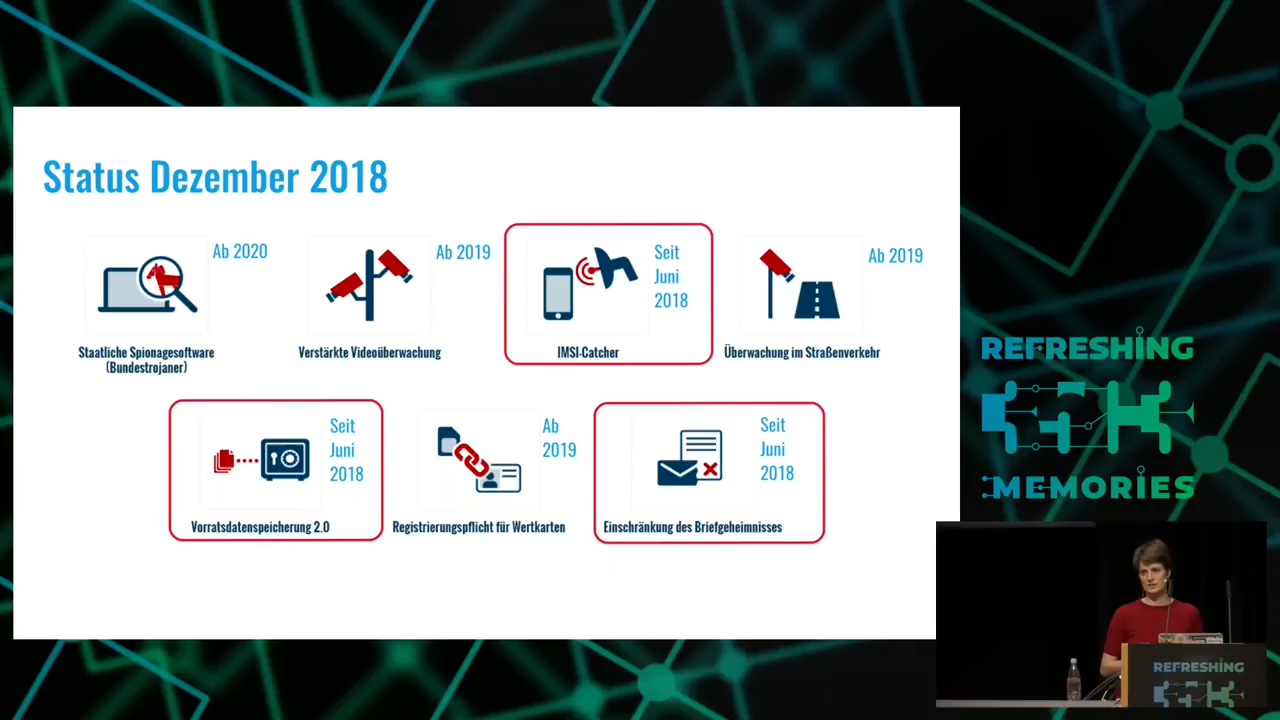 Status Dezember 2018
Ab 2020
Staatliche Spionagesoftware
(Bundestrojaner)
Ab 2019
Verstärkte Videoüberwachung
Seit
Juni
2018
IMSI-Catcher
Ab 2019
Überwachung im Straßenverkehr
Seit
Juni
2018
Vorratsdatenspeicherung 2.0
Ab
2019
Registrierungspflicht für Wertkarten
Seit
Juni
2018
Einschränkung des Briefgeheimnisses
REFRESHING
35C3
MEMORIES
REFRESHING